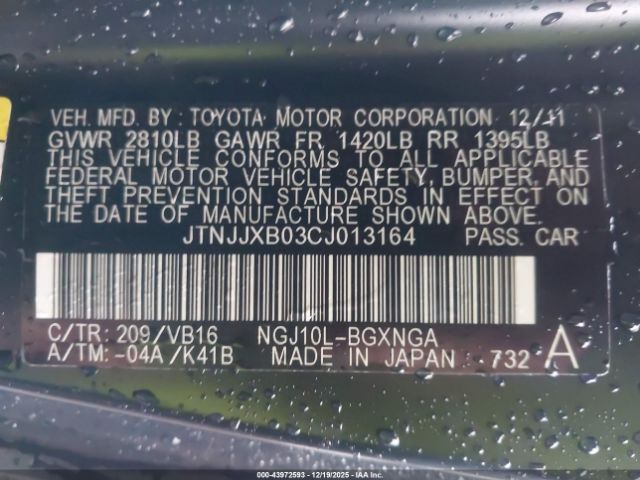 VEH. MFD. BY : TOYOTA MOTOR CORPORATION 12/11
GVWR 2810LB GAWR FR 1420LB RR 1395LB
THIS VEHICLE CONFORMS TO ALL APPLICABLE
FEDERAL MOTOR VEHICLE SAFETY, BUMPER, AND
THEFT PREVENTION STANDARDS IN EFFECT ON
THE DATE OF MANUFACTURE SHOWN ABOVE.
JTNJJXB03CJ013164 PASS. CAR
C/TR: 209/VB16 NGJ10L-BGXNGA
A/TM: -04A/K41B MADE IN JAPAN 732 A
00-43972593 - 12/19/2025 - IAA Inc.